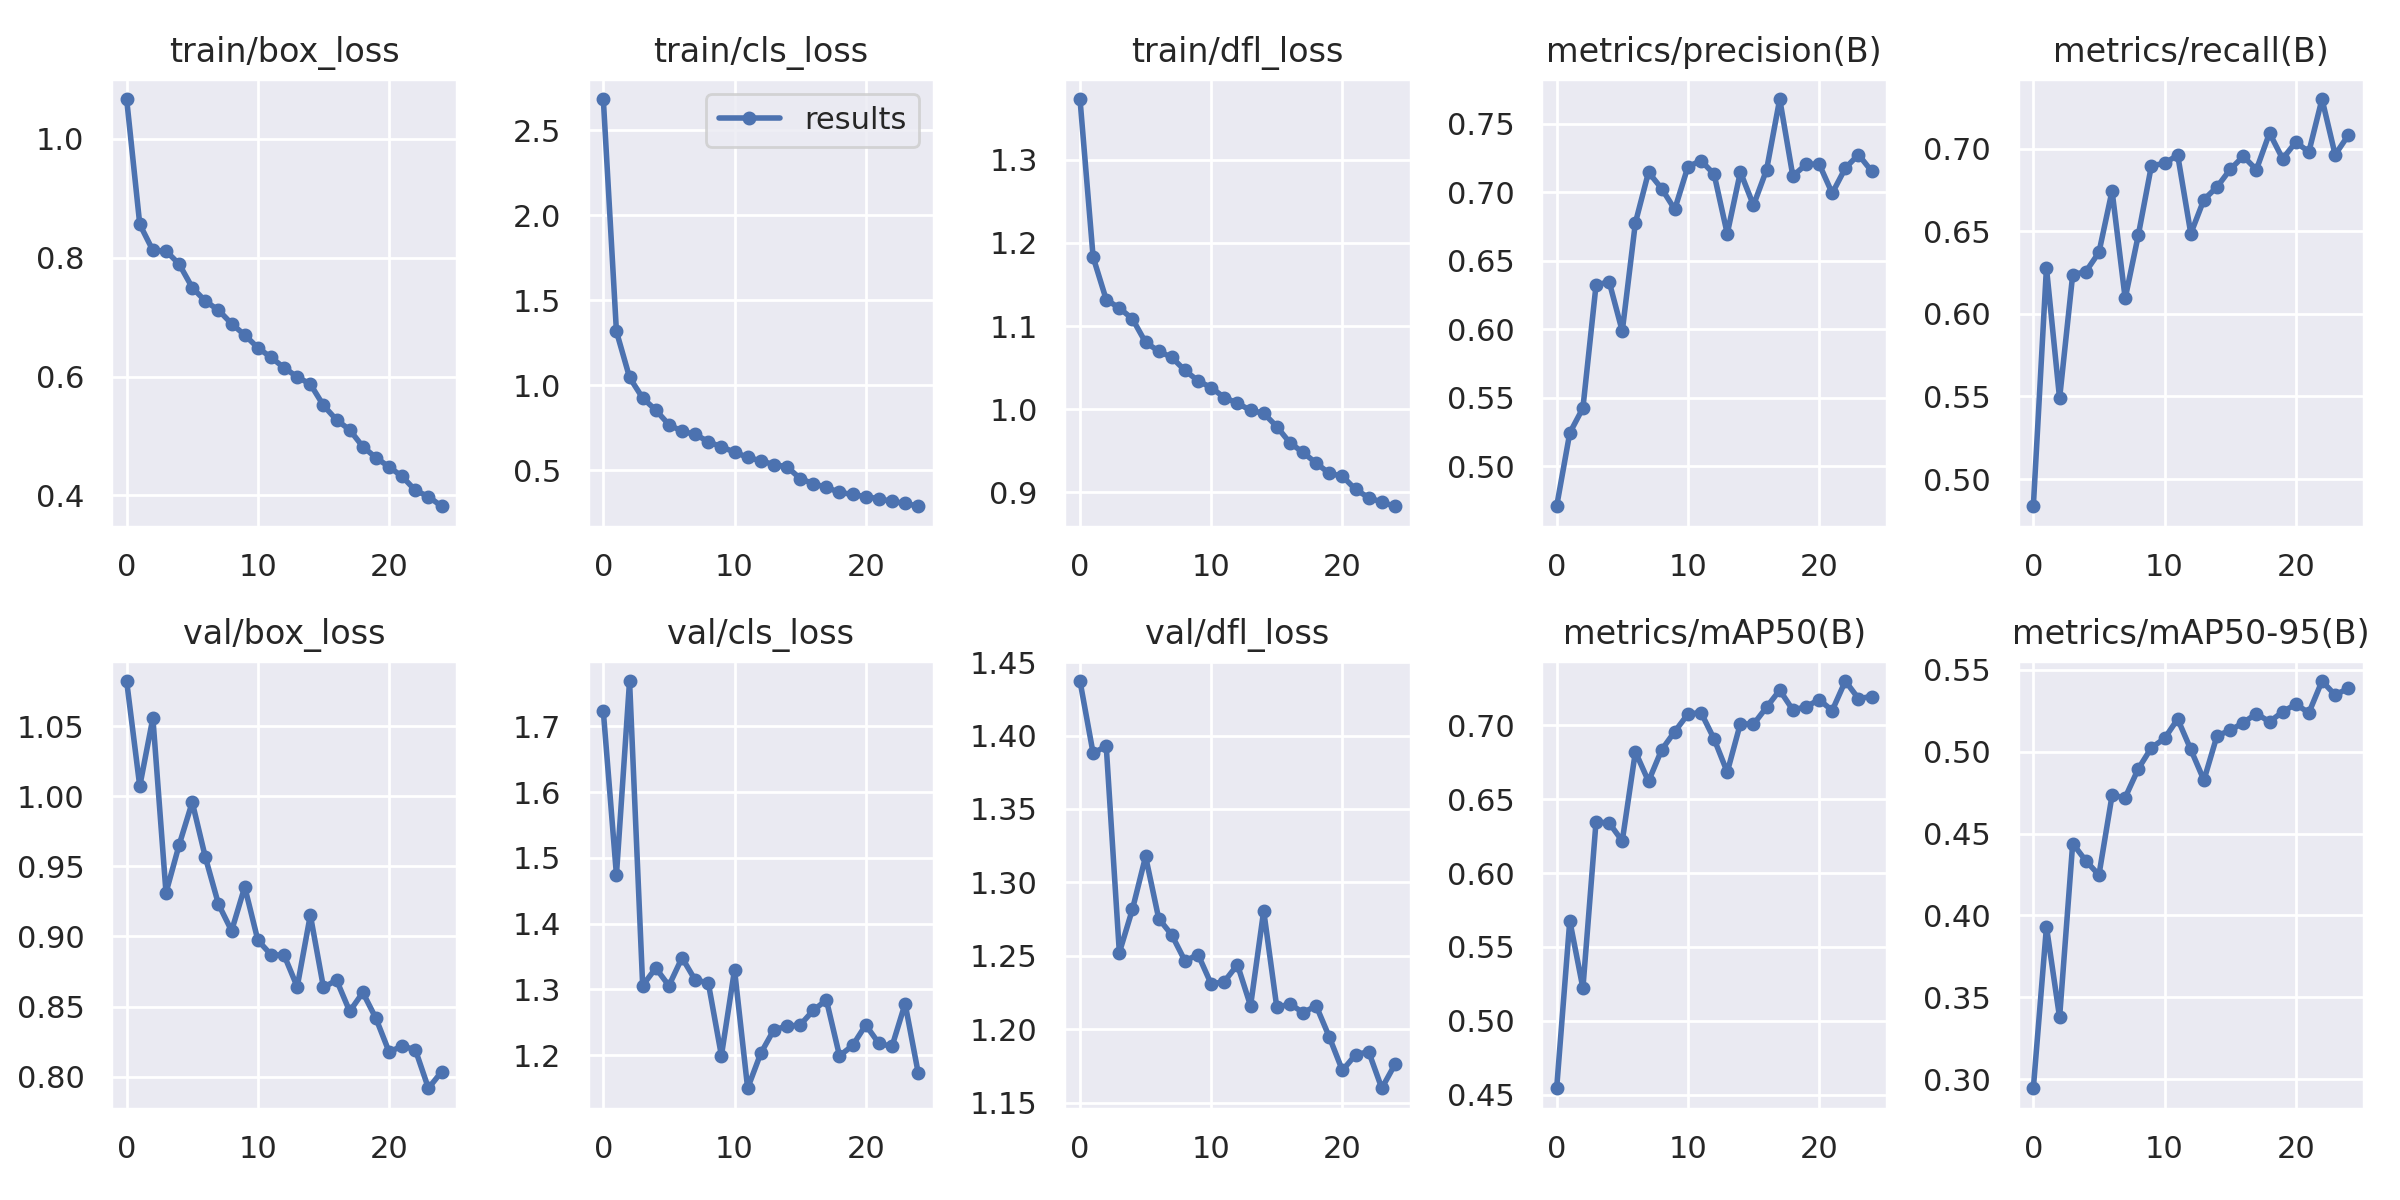 train/box_loss
1.0
0.8
0.6
0.4
0 10 20
train/cls_loss
results
2.5
2.0
1.5
1.0
0.5
0 10 20
train/dfl_loss
1.3
1.2
1.1
1.0
0.9
0 10 20
metrics/precision(B)
0.75
0.70
0.65
0.60
0.55
0.50
0 10 20
metrics/recall(B)
0.70
0.65
0.60
0.55
0.50
0 10 20
val/box_loss
1.05
1.00
0.95
0.90
0.85
0.80
0 10 20
val/cls_loss
1.7
1.6
1.5
1.4
1.3
1.2
0 10 20
val/dfl_loss
1.45
1.40
1.35
1.30
1.25
1.20
1.15
0 10 20
metrics/mAP50(B)
0.70
0.65
0.60
0.55
0.50
0.45
0 10 20
metrics/mAP50-95(B)
0.55
0.50
0.45
0.40
0.35
0.30
0 10 20